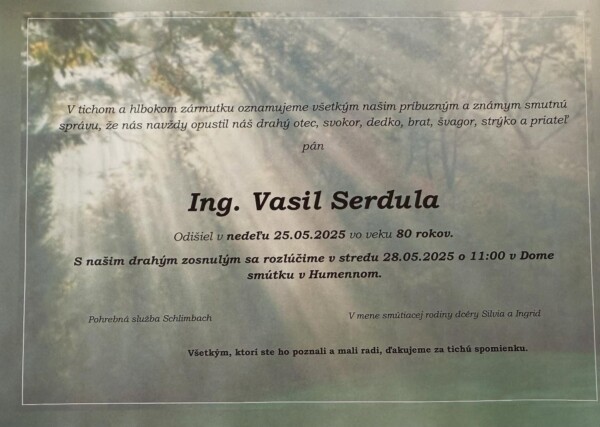 V tichom a hlbokom zármutku oznamujeme všetkým našim príbuzným a známym smutnú
správu, že nás navždy opustil náš drahý otec, svokor, dedko, brat, švagor, strýko a priateľ
pán
Ing. Vasil Serdula
Odišiel v nedeľu 25.05.2025 vo veku 80 rokov.
S našim drahým zosnulým sa rozlúčime v stredu 28.05.2025 o 11:00 v Dome
smútku v Humennom.
Pohrebná služba Schlimbach
V mene smútiacej rodiny dcéry Silvia a Ingrid
Všetkým, ktorí ste ho poznali a mali radi, ďakujeme za tichú spomienku.